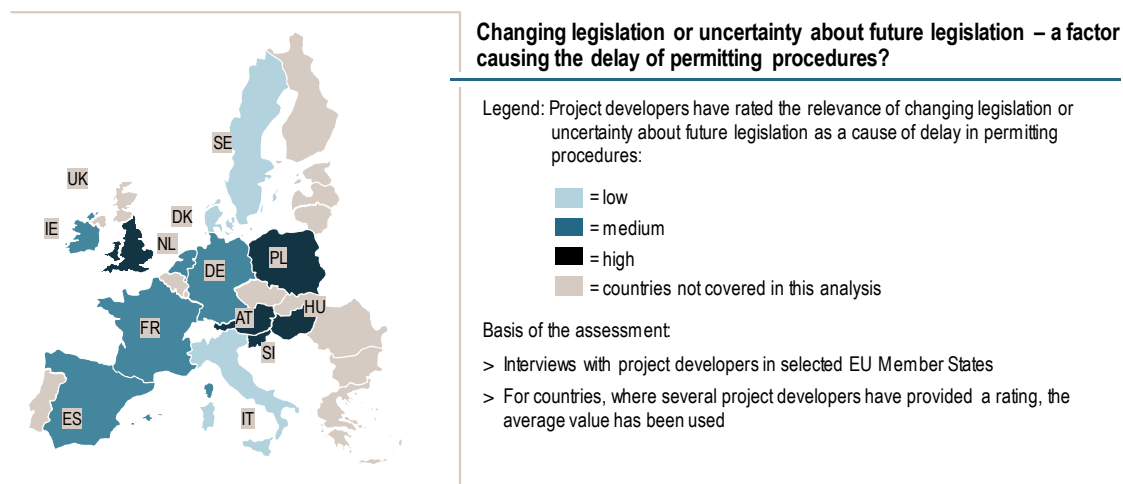 Changing legislation or uncertainty about future legislation – a factor
causing the delay of permitting procedures?
Legend: Project developers have rated the relevance of changing legislation or
uncertainty about future legislation as a cause of delay in permitting
procedures:
= low
= medium
= high
= countries not covered in this analysis
Basis of the assessment:
> Interviews with project developers in selected EU Member States
> For countries, where several project developers have provided a rating, the
average value has been used
SE
UK
DK
IE
NL
PL
DE
HU
AT
FR
SI
ES
IT